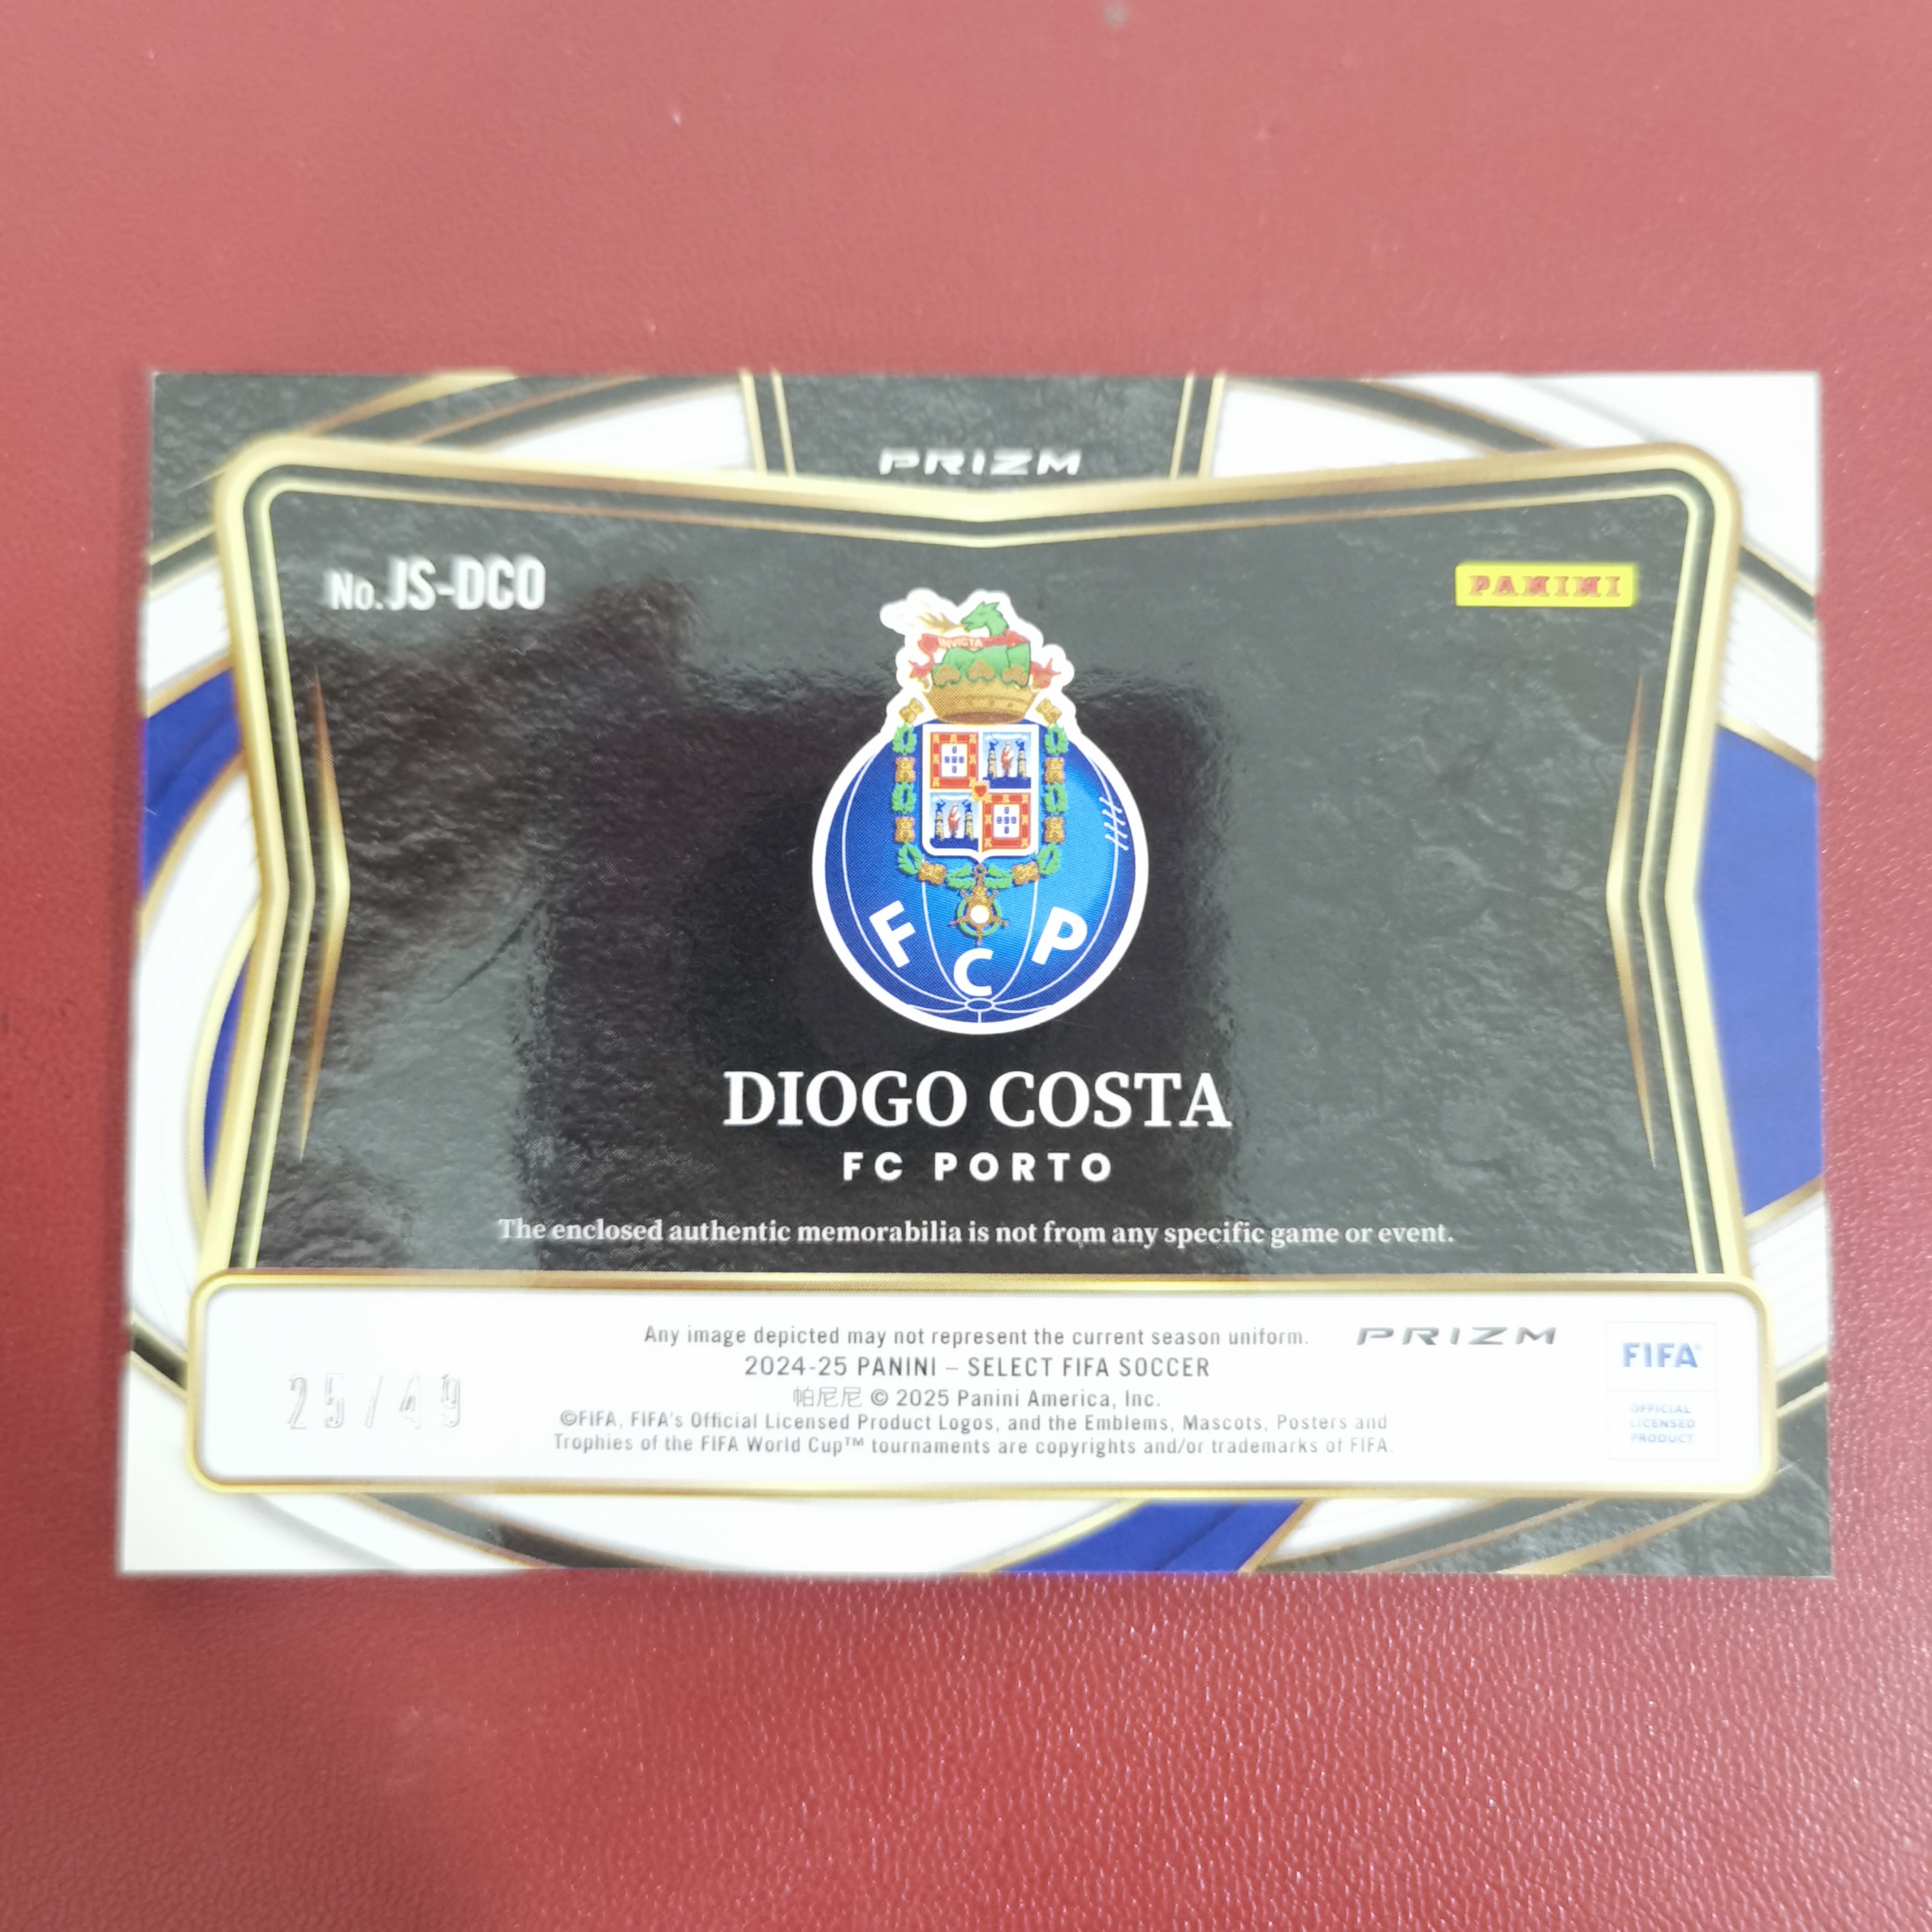 PRIZM
No. JS-DCO
PANINI
INVICTA
F C P
DIOGO COSTA
FC PORTO
The enclosed authentic memorabilia is not from any specific game or event.
Any image depicted may not represent the current season uniform.
PRIZM
2024-25 PANINI – SELECT FIFA SOCCER
帕尼尼 © 2025 Panini America, Inc.
©FIFA, FIFA's Official Licensed Product Logos, and the Emblems, Mascots, Posters and
Trophies of the FIFA World Cup™ tournaments are copyrights and/or trademarks of FIFA.
25/49
FIFA®
OFFICIAL
LICENSED
PRODUCT